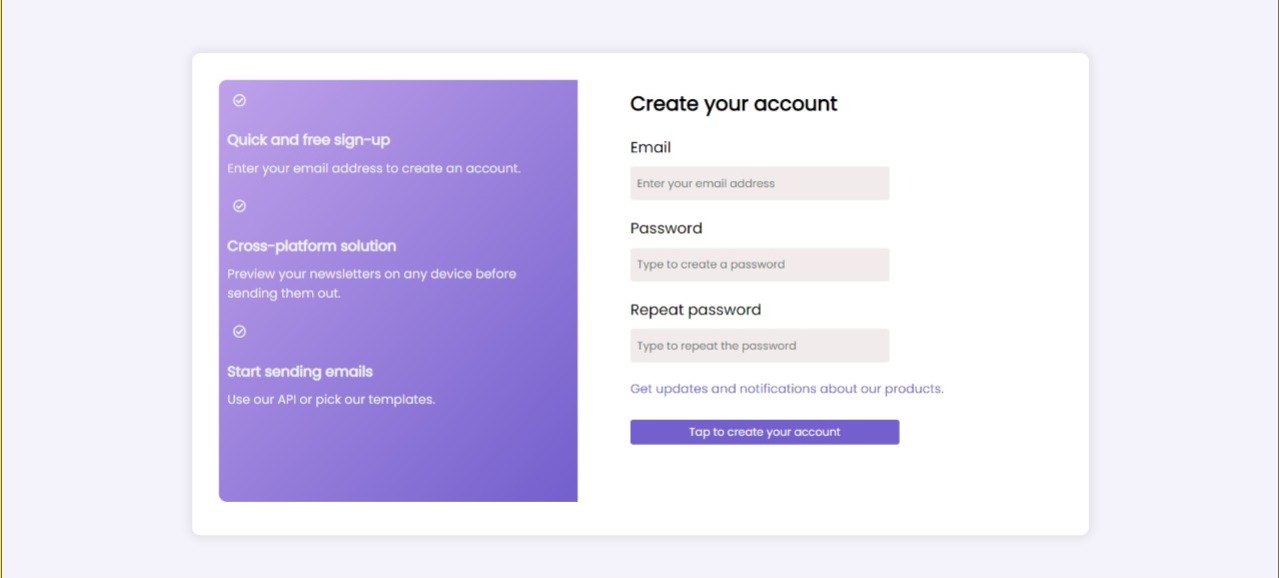 Quick and free sign-up
Enter your email address to create an account.
Cross-platform solution
Preview your newsletters on any device before
sending them out.
Start sending emails
Use our API or pick our templates.
Create your account
Email
Enter your email address
Password
Type to create a password
Repeat password
Type to repeat the password
Get updates and notifications about our products.
Tap to create your account